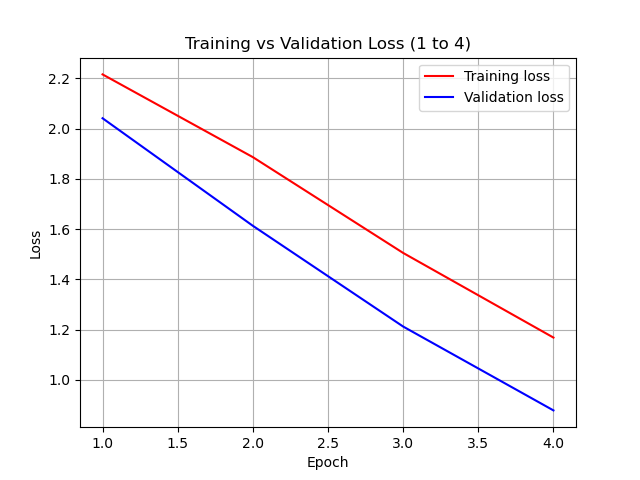 Training vs Validation Loss (1 to 4)
Training loss
Validation loss
2.2
2.0
1.8
1.6
1.4
1.2
1.0
Loss
1.0 1.5 2.0 2.5 3.0 3.5 4.0
Epoch